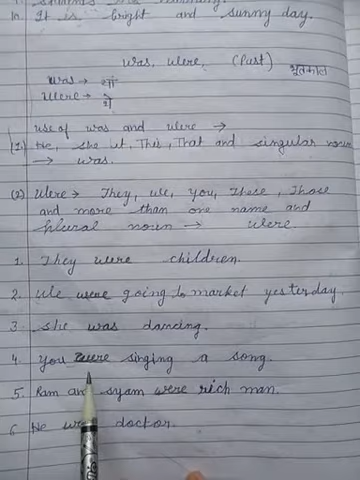 10. It is bright and sunny day.
was, were, (Past) भूतकाल
was → था
were → थे
use of was and were →
(1) He, she it, This, That and singular noun
→ was.
(2) Were → They, we, you, These, Those
and more than one name and
plural noun → were.
1. They were children.
2. We were going to market yesterday.
3. She was dancing.
4. You were singing a song.
5. Ram and syam were rich man.
6 He was doctor.